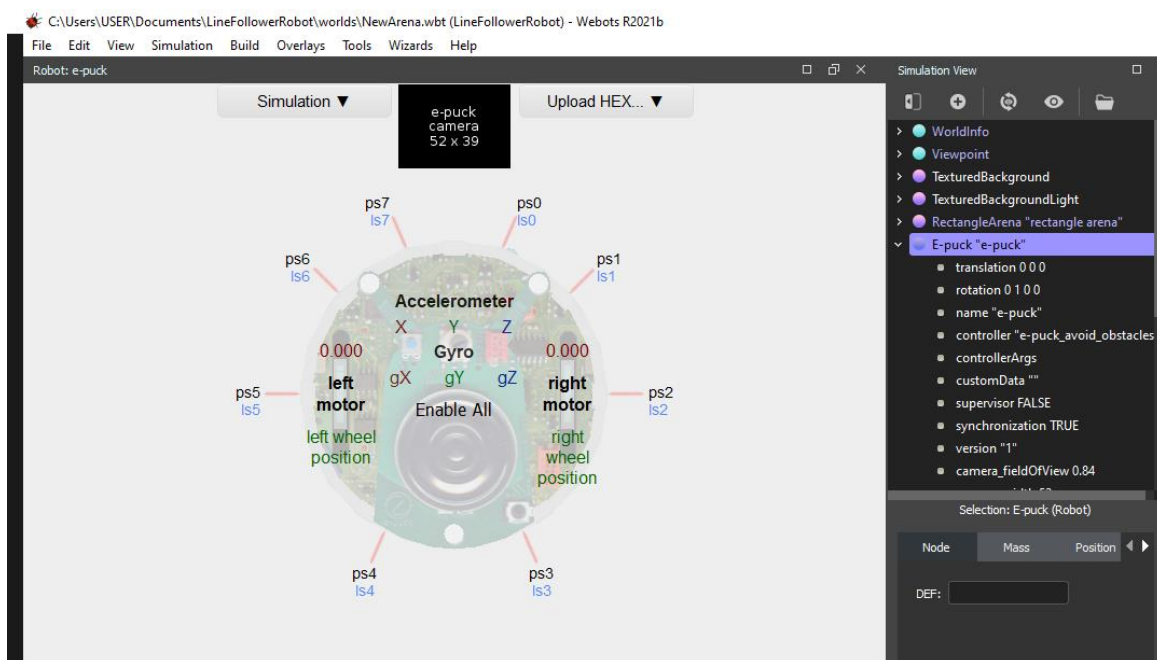 C:\Users\USER\Documents\LineFollowerRobot\worlds\NewArena.wbt (LineFollowerRobot) - Webots R2021b
File Edit View Simulation Build Overlays Tools Wizards Help
Robot: e-puck
Simulation ▼
e-puck
camera
52 x 39
Upload HEX... ▼
ps7
ls7
ps0
ls0
ps6
ls6
ps1
ls1
Accelerometer
X Y Z
0.000
Gyro
0.000
gX gY gZ
left
motor
right
motor
Enable All
ps5
ls5
ps2
ls2
left wheel
position
right
wheel
position
ps4
ls4
ps3
ls3
Simulation View
WorldInfo
Viewpoint
TexturedBackground
TexturedBackgroundLight
RectangleArena "rectangle arena"
E-puck "e-puck"
translation 0 0 0
rotation 0 1 0 0
name "e-puck"
controller "e-puck_avoid_obstacles
controllerArgs
customData ""
supervisor FALSE
synchronization TRUE
version "1"
camera_fieldOfView 0.84
Selection: E-puck (Robot)
Node Mass Position
DEF: